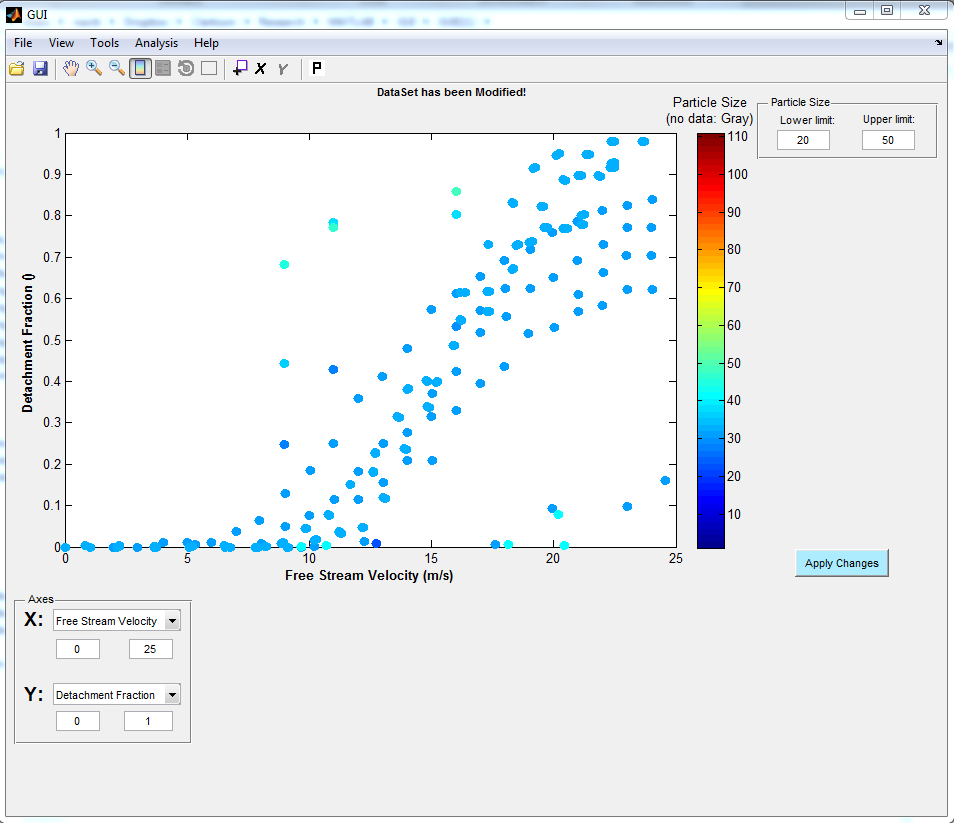 GUI
File View Tools Analysis Help
X Y P
DataSet has been Modified!
Particle Size
(no data: Gray)
Particle Size
Lower limit: Upper limit:
20 50
1
0.9
0.8
0.7
0.6
0.5
0.4
0.3
0.2
0.1
0
Detachment Fraction ()
0 5 10 15 20 25
Free Stream Velocity (m/s)
110
100
90
80
70
60
50
40
30
20
10
Apply Changes
Axes
X: Free Stream Velocity
0 25
Y: Detachment Fraction
0 1